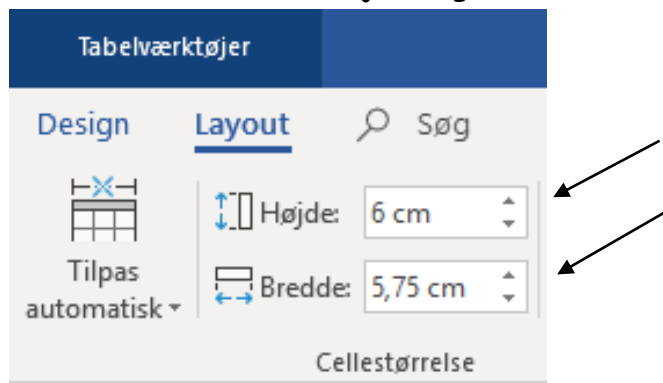 Tabelværktøjer
Design Layout Søg
Højde: 6 cm
Tilpas
automatisk
Bredde: 5,75 cm
Cellestørrelse